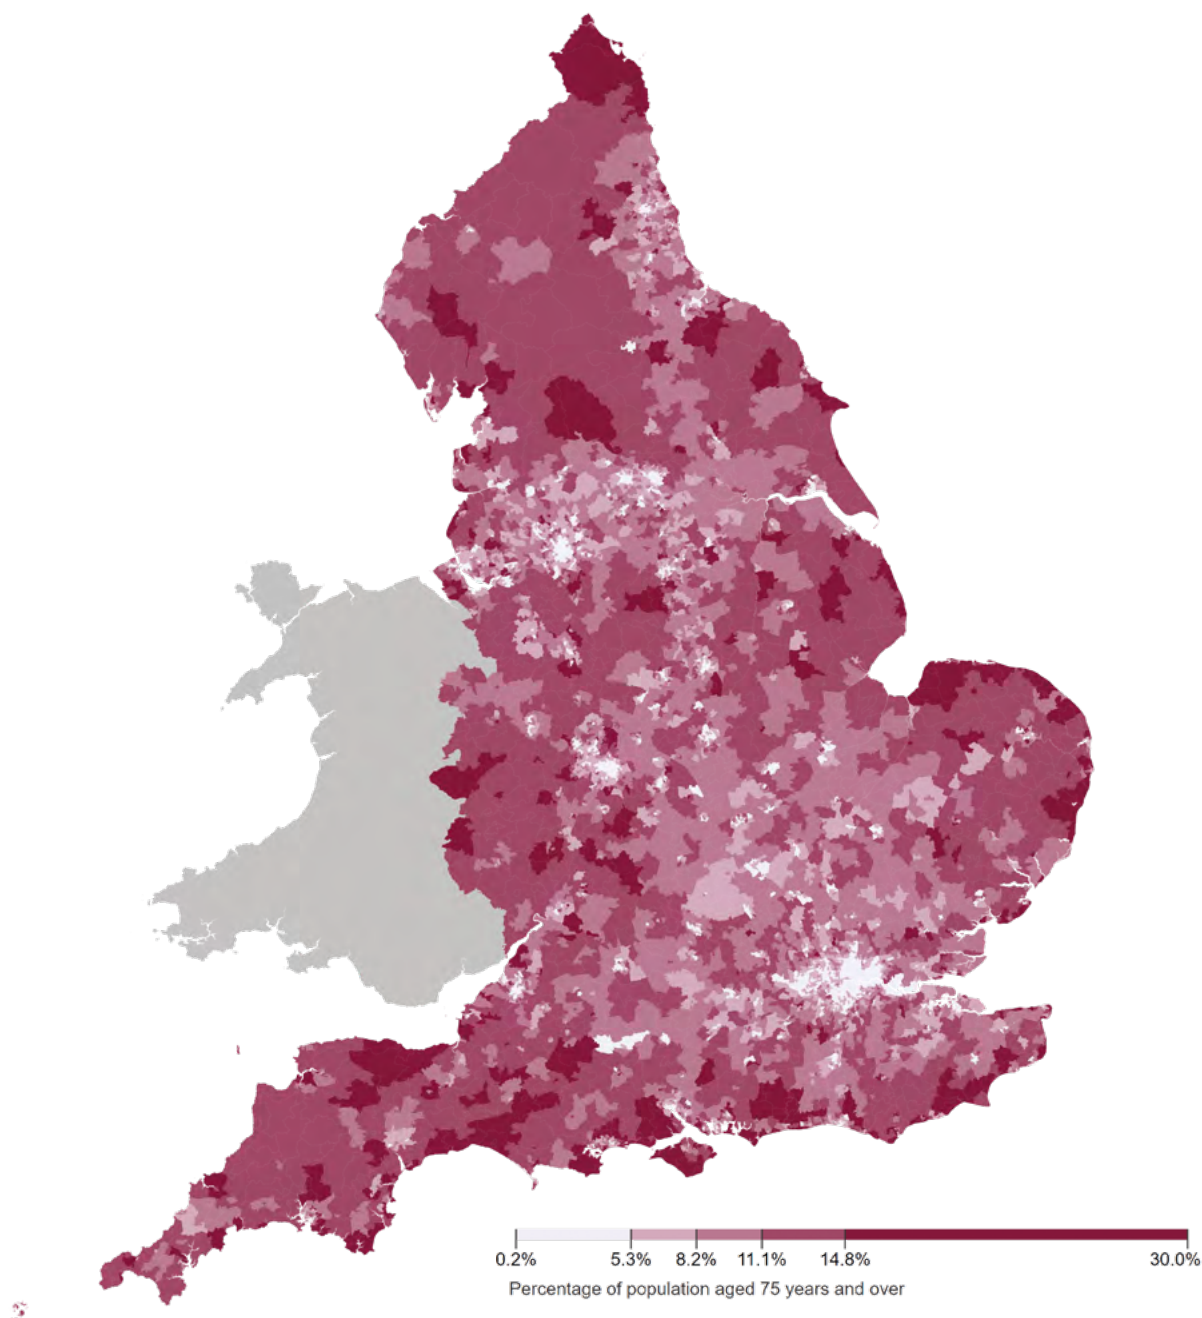 0.2% 5.3% 8.2% 11.1% 14.8% 30.0%
Percentage of population aged 75 years and over